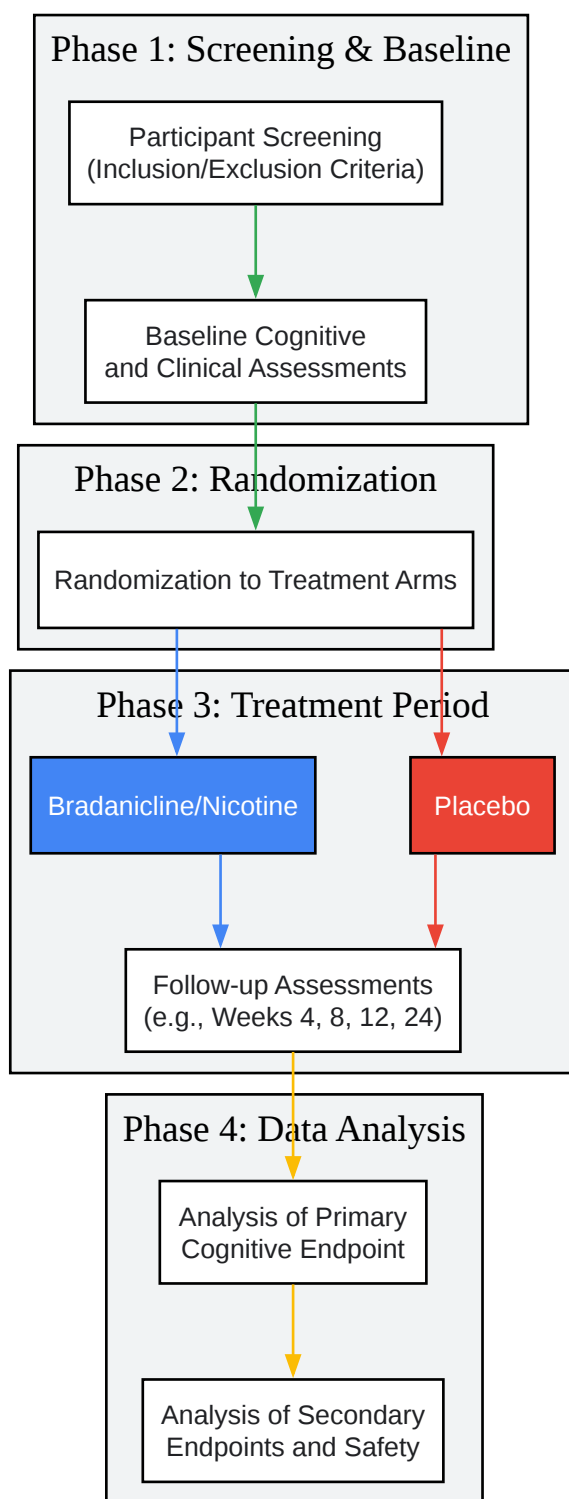 Phase 1: Screening & Baseline
Participant Screening
(Inclusion/Exclusion Criteria)
Baseline Cognitive
and Clinical Assessments
Phase 2: Randomization
Randomization to Treatment Arms
Phase 3: Treatment Period
Bradanicline/Nicotine
Placebo
Follow-up Assessments
(e.g., Weeks 4, 8, 12, 24)
Phase 4: Data Analysis
Analysis of Primary
Cognitive Endpoint
Analysis of Secondary
Endpoints and Safety